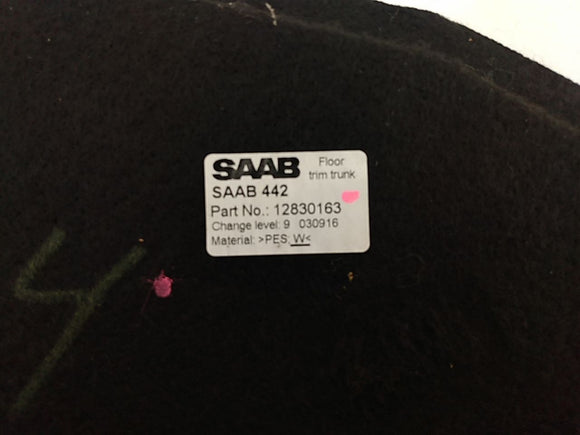 SAAB Floor
trim trunk
SAAB 442
Part No.: 12830163
Change level: 9 030916
Material: >PES; W<
4